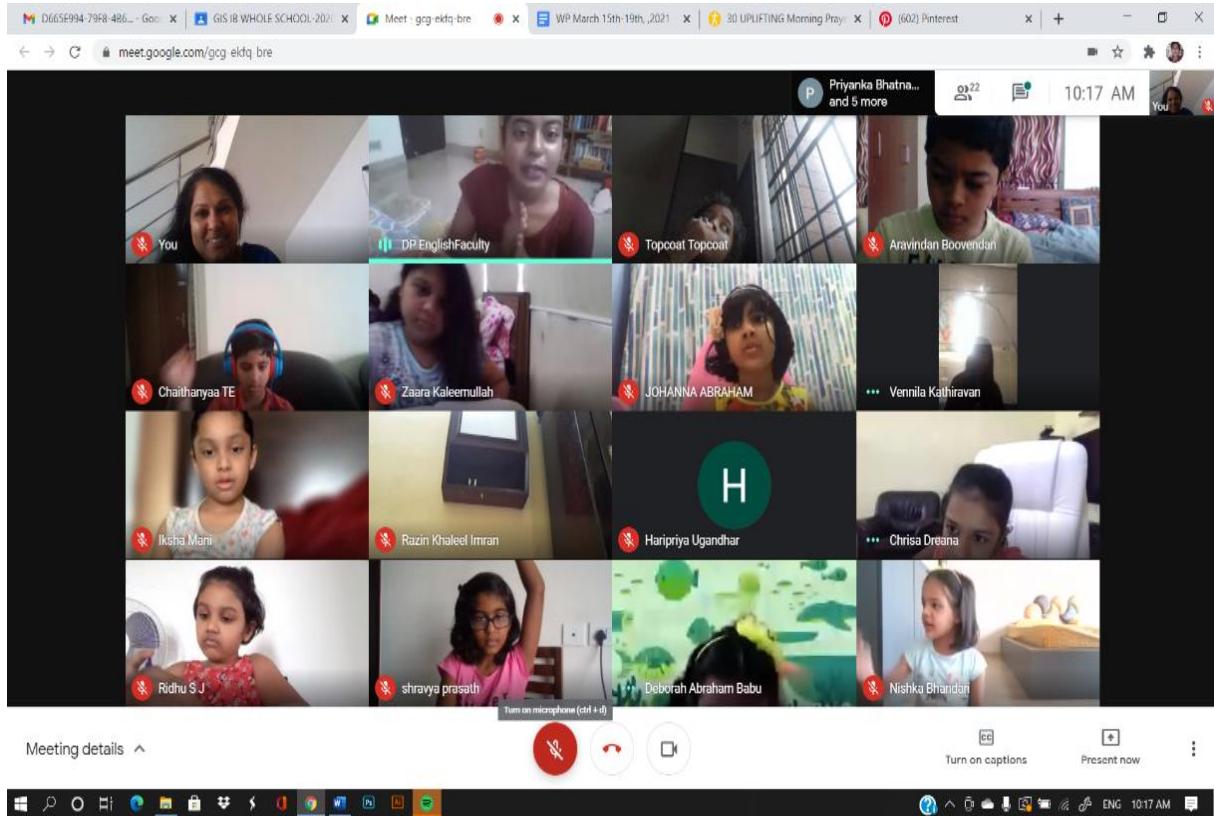 D665E994-79F8-4B6... - Goo
GIS IB WHOLE SCHOOL-202
Meet - gcg-ekfq-bre
WP March 15th-19th, ,2021
30 UPLIFTING Morning Pray
(602) Pinterest
meet.google.com/gcg-ekfq-bre
P
Priyanka Bhatna...
and 5 more
22
10:17 AM
You
You
DP EnglishFaculty
Topcoat Topcoat
Aravindan Boovendan
Chaithanyaa TE
Zaara Kaleemullah
JOHANNA ABRAHAM
Vennila Kathiravan
Iksha Mani
Razin Khaleel Imran
H
Haripriya Ugandhar
Chrisa Dreana
Ridhu S J
shravya prasath
Deborah Abraham Babu
Nishka Bhandari
Turn on microphone (ctrl + d)
Meeting details
CC
Turn on captions
Present now
ENG 10:17 AM